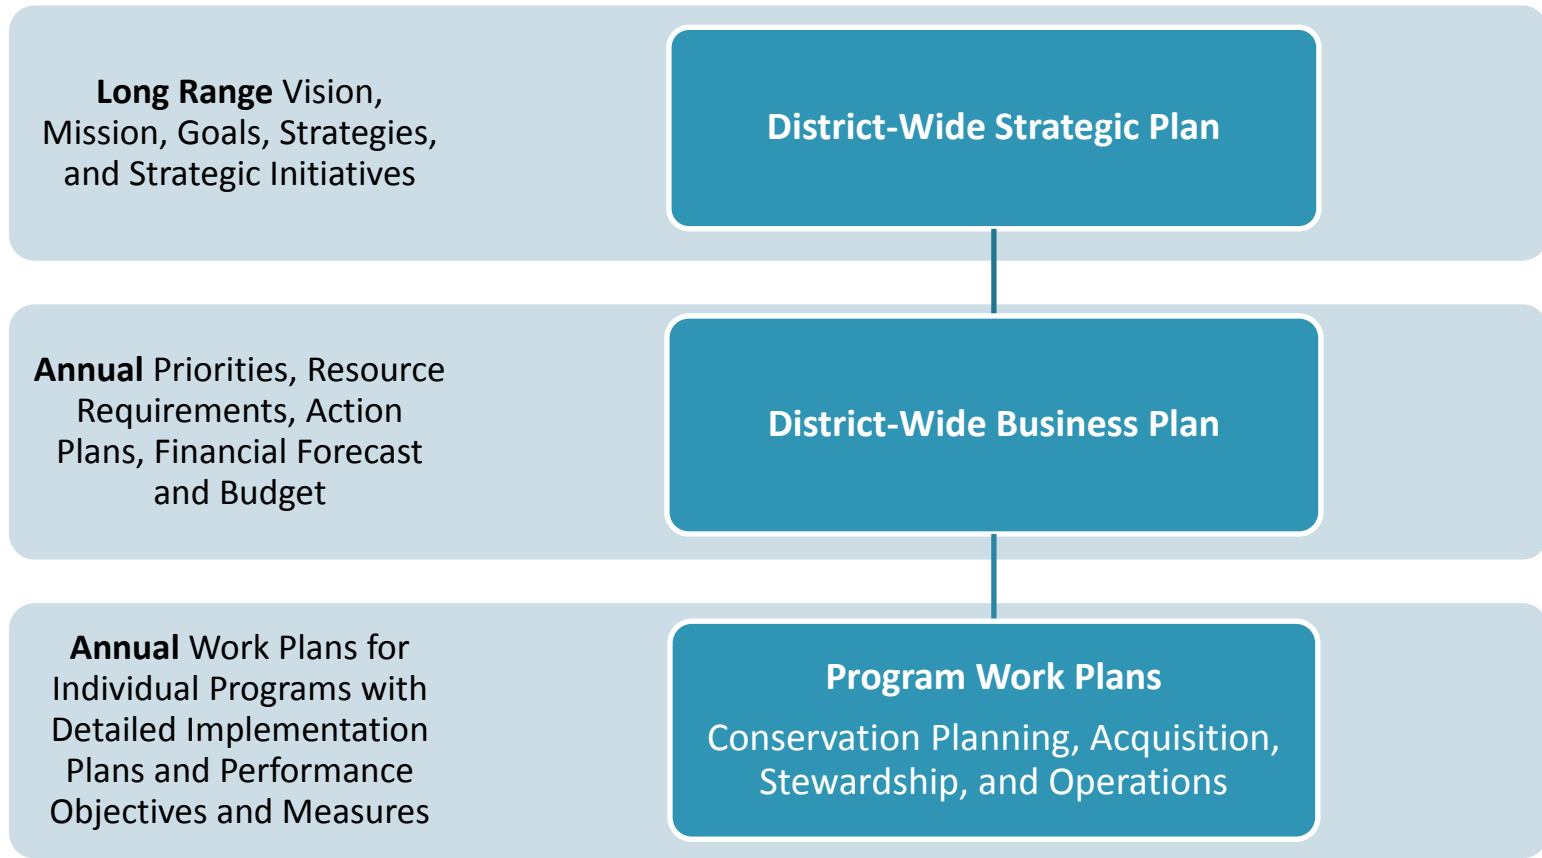 Long Range Vision,
Mission, Goals, Strategies,
and Strategic Initiatives
District-Wide Strategic Plan
Annual Priorities, Resource
Requirements, Action
Plans, Financial Forecast
and Budget
District-Wide Business Plan
Annual Work Plans for
Individual Programs with
Detailed Implementation
Plans and Performance
Objectives and Measures
Program Work Plans
Conservation Planning, Acquisition,
Stewardship, and Operations